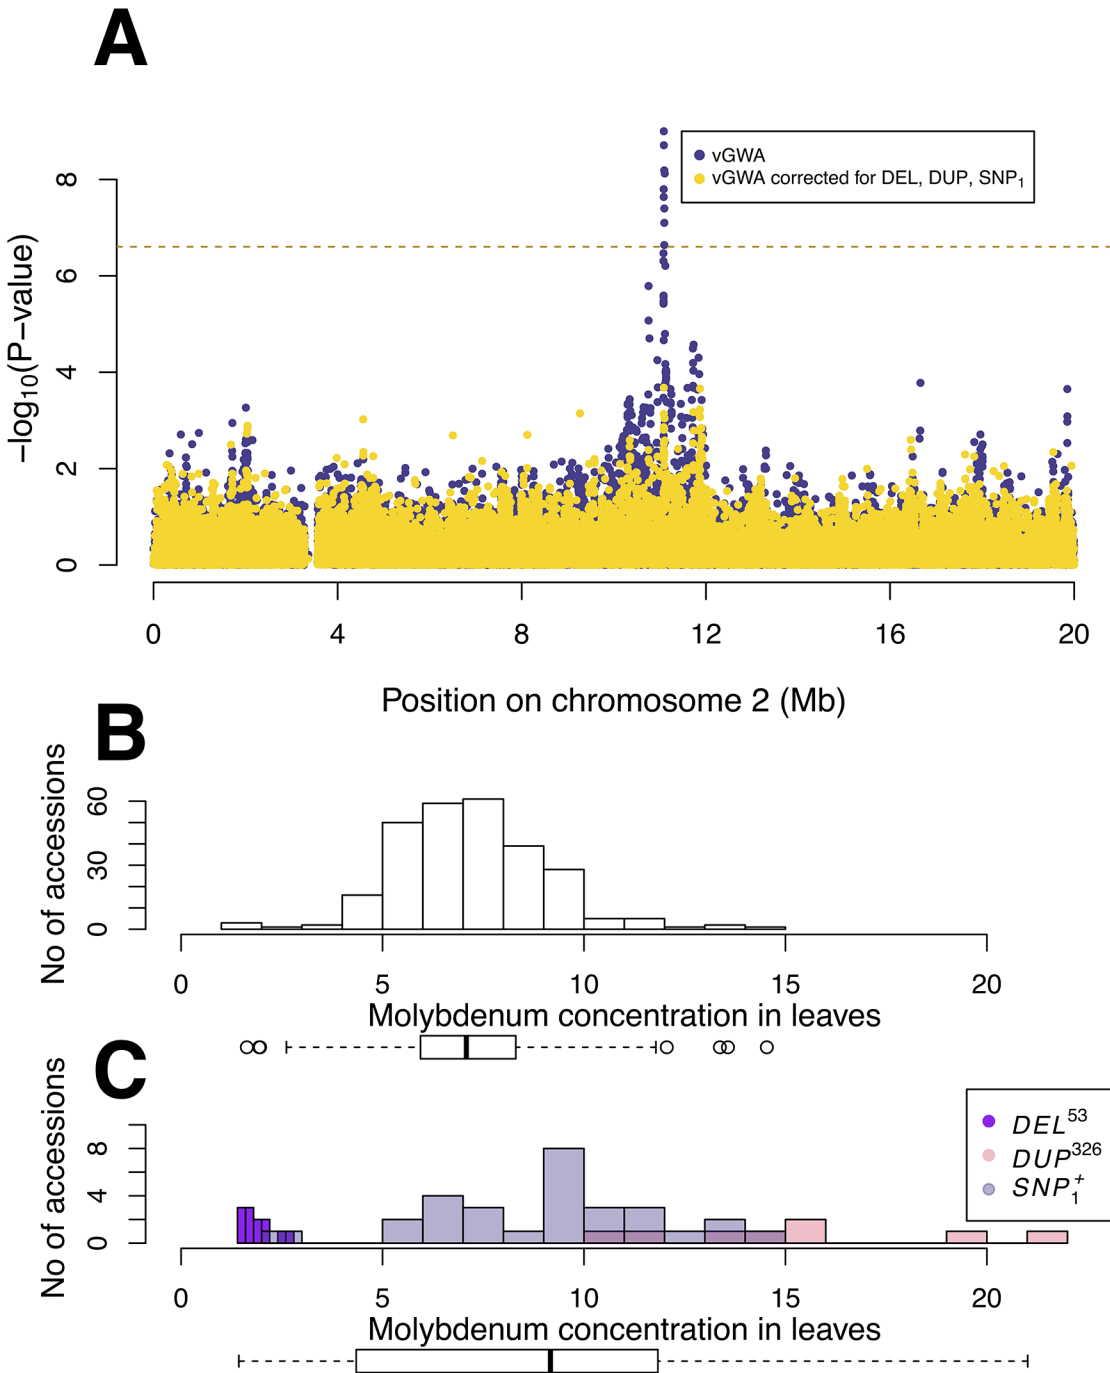 A
vGWA
vGWA corrected for DEL, DUP, SNP1
−log10(P−value)
8
6
4
2
0
0 4 8 12 16 20
Position on chromosome 2 (Mb)
B
No of accessions
60
30
0
0 5 10 15 20
Molybdenum concentration in leaves
C
No of accessions
8
4
0
DEL53
DUP326
SNP1+
0 5 10 15 20
Molybdenum concentration in leaves